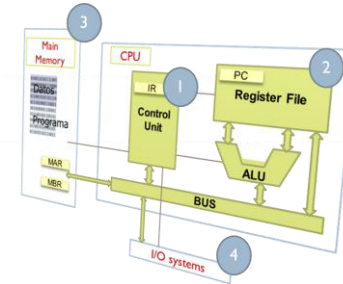 3
Main
Memory
Datos
Programa
MAR
MBR
CPU
1
IR
Control
Unit
2
PC
Register File
ALU
BUS
I/O systems
4